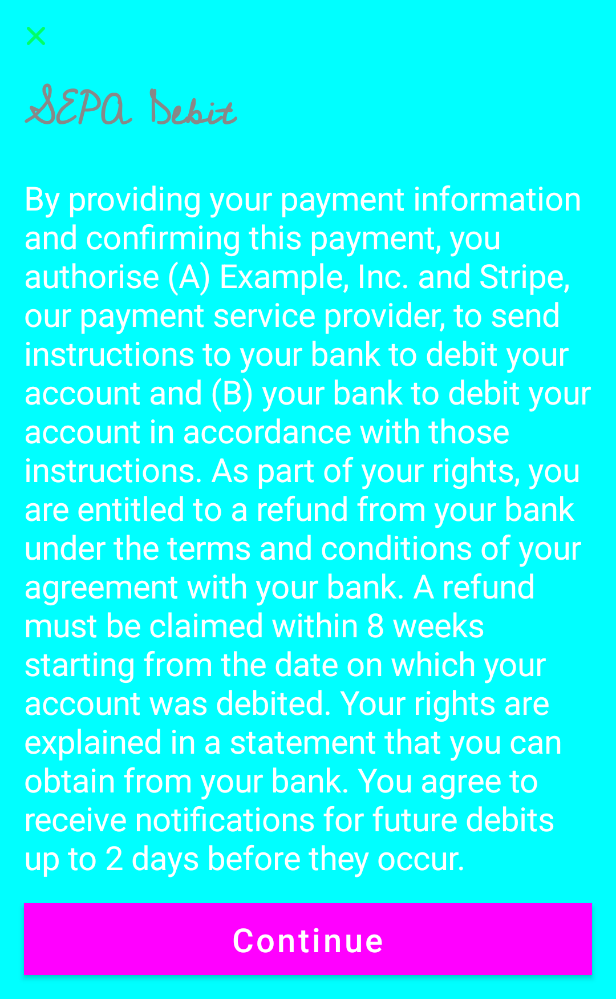 SEPA Debit
By providing your payment information
and confirming this payment, you
authorise (A) Example, Inc. and Stripe,
our payment service provider, to send
instructions to your bank to debit your
account and (B) your bank to debit your
account in accordance with those
instructions. As part of your rights, you
are entitled to a refund from your bank
under the terms and conditions of your
agreement with your bank. A refund
must be claimed within 8 weeks
starting from the date on which your
account was debited. Your rights are
explained in a statement that you can
obtain from your bank. You agree to
receive notifications for future debits
up to 2 days before they occur.
Continue